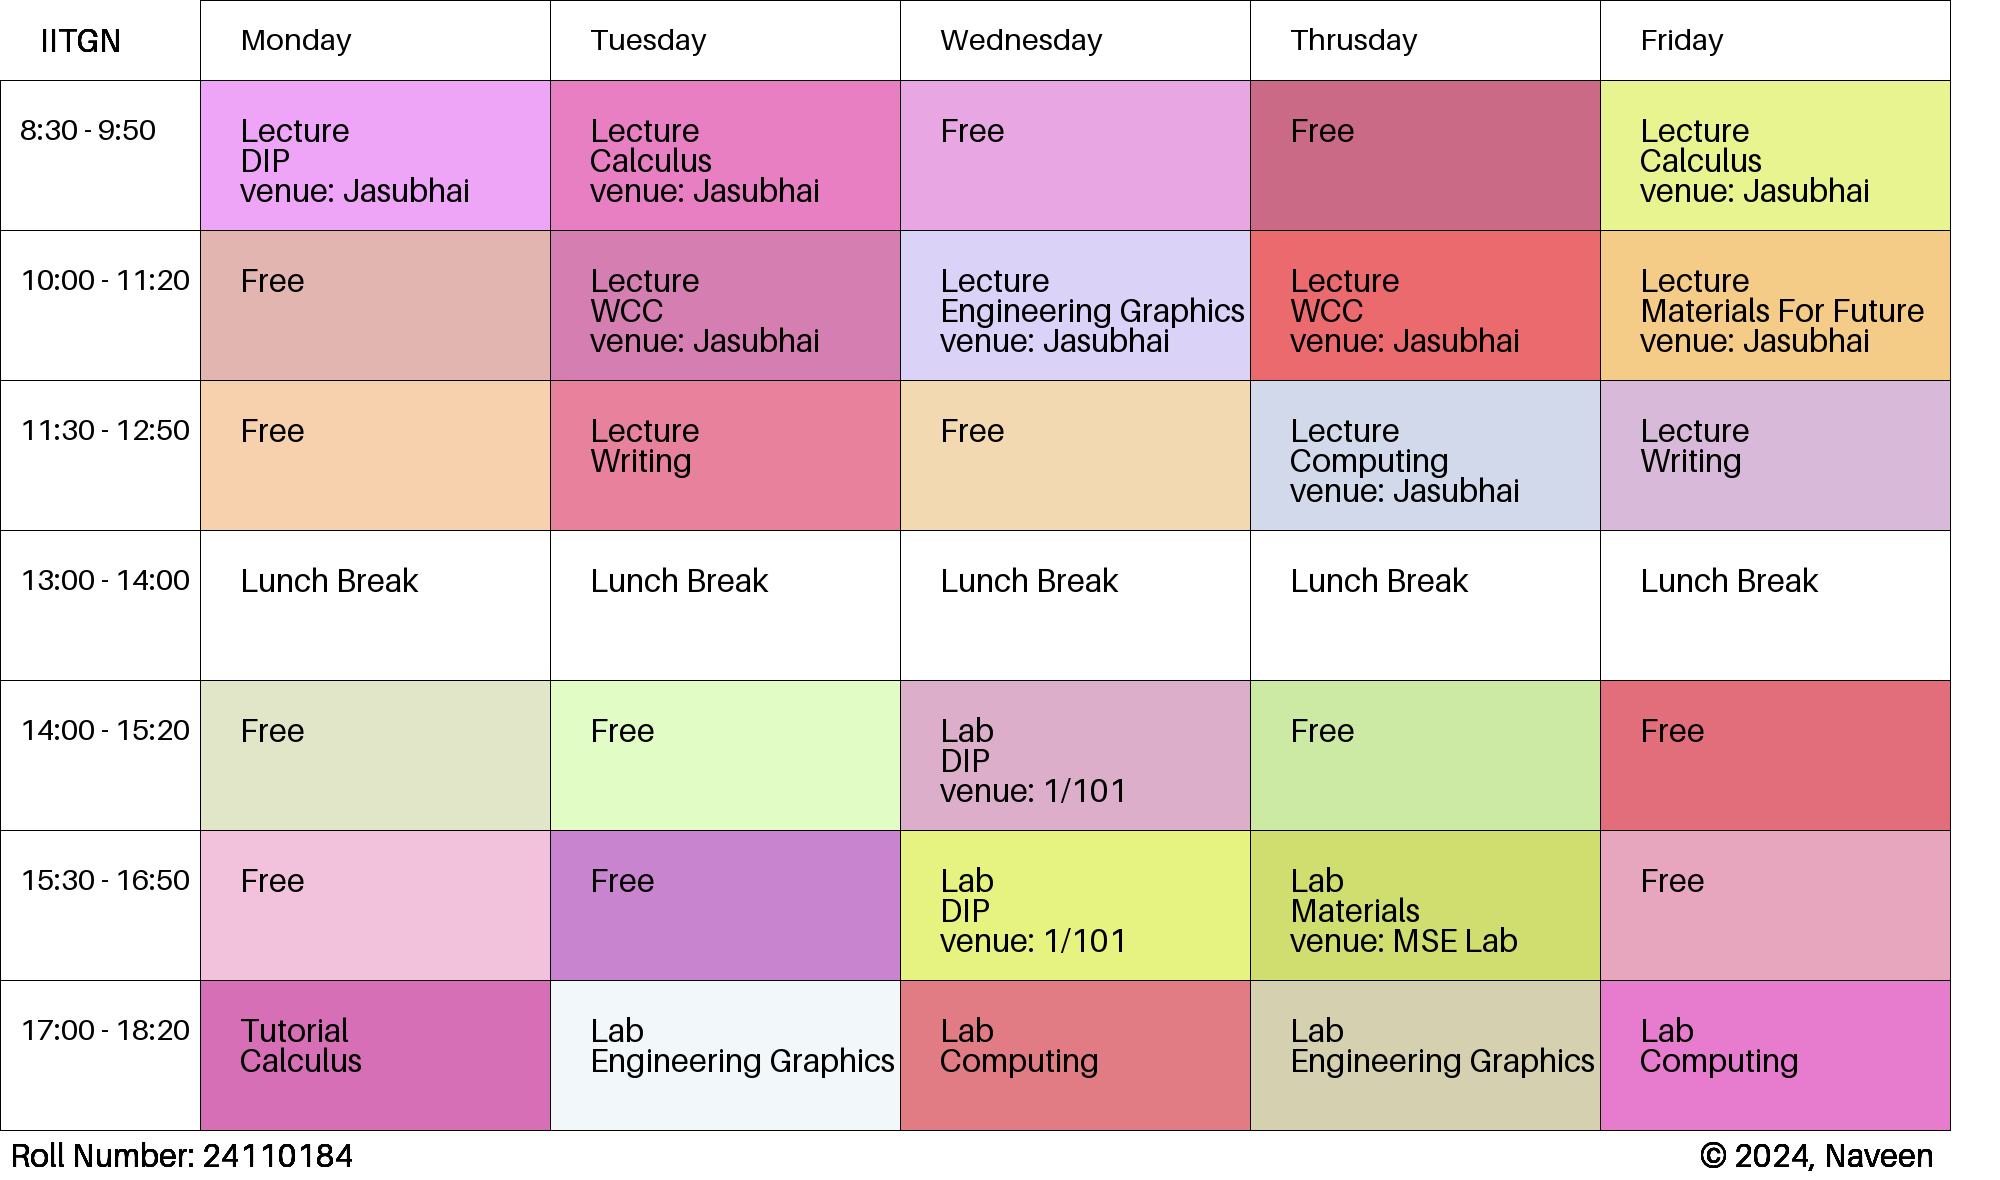 IITGN Monday Tuesday Wednesday Thrusday Friday
8:30 - 9:50
Lecture
DIP
venue: Jasubhai
Lecture
Calculus
venue: Jasubhai
Free
Free
Lecture
Calculus
venue: Jasubhai
10:00 - 11:20
Free
Lecture
WCC
venue: Jasubhai
Lecture
Engineering Graphics
venue: Jasubhai
Lecture
WCC
venue: Jasubhai
Lecture
Materials For Future
venue: Jasubhai
11:30 - 12:50
Free
Lecture
Writing
Free
Lecture
Computing
venue: Jasubhai
Lecture
Writing
13:00 - 14:00
Lunch Break
Lunch Break
Lunch Break
Lunch Break
Lunch Break
14:00 - 15:20
Free
Free
Lab
DIP
venue: 1/101
Free
Free
15:30 - 16:50
Free
Free
Lab
DIP
venue: 1/101
Lab
Materials
venue: MSE Lab
Free
17:00 - 18:20
Tutorial
Calculus
Lab
Engineering Graphics
Lab
Computing
Lab
Engineering Graphics
Lab
Computing
Roll Number: 24110184
© 2024, Naveen